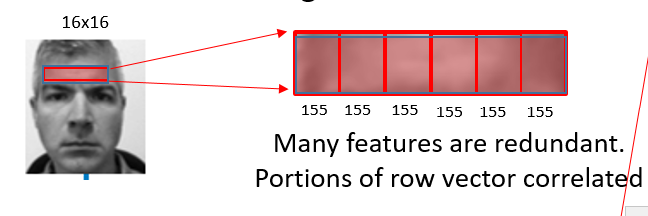 16x16
155 155 155 155 155 155
Many features are redundant.
Portions of row vector correlated